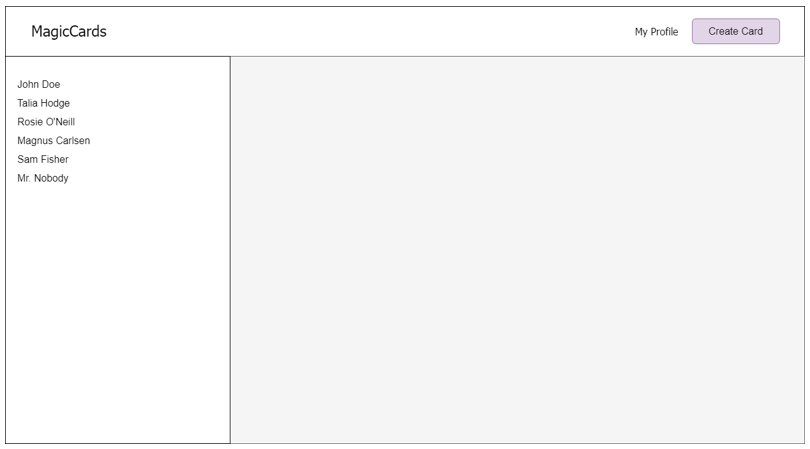 MagicCards
My Profile
Create Card
John Doe
Talia Hodge
Rosie O'Neill
Magnus Carlsen
Sam Fisher
Mr. Nobody